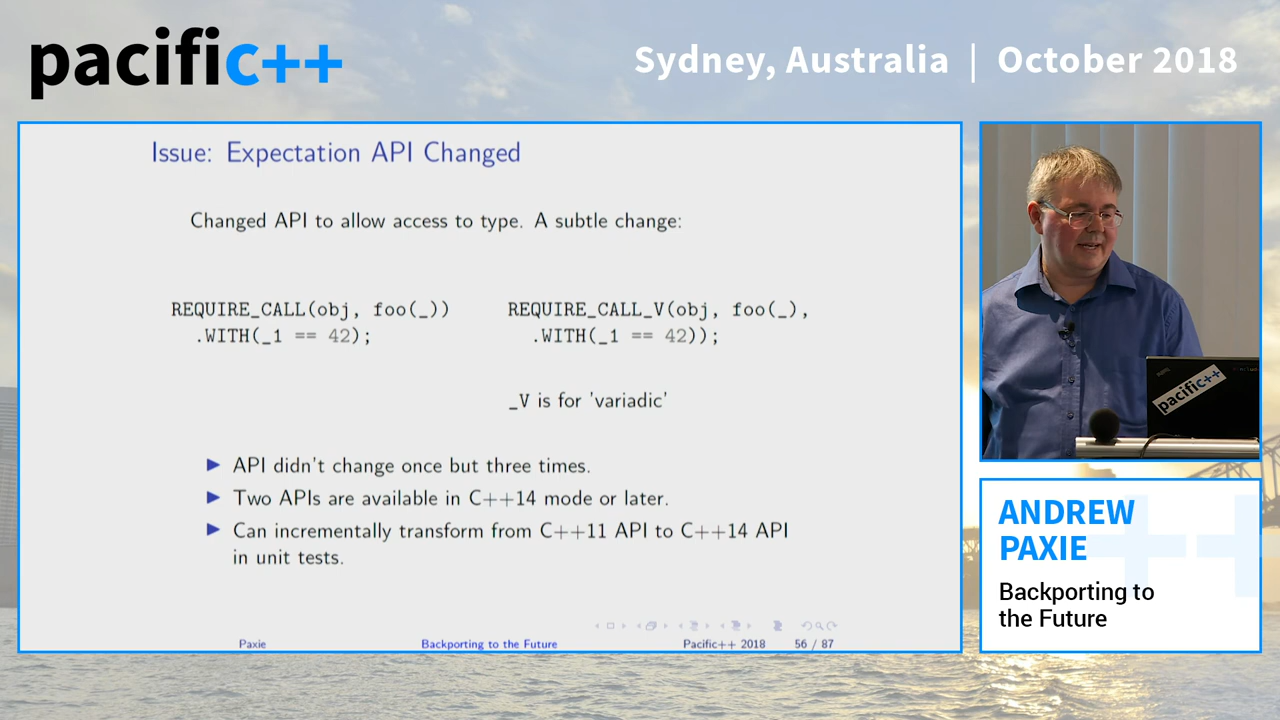 pacific++
Sydney, Australia | October 2018
Issue: Expectation API Changed
Changed API to allow access to type. A subtle change:
REQUIRE_CALL(obj, foo(_))
.WITH(_1 == 42);
REQUIRE_CALL_V(obj, foo(_),
.WITH(_1 == 42));
_V is for 'variadic'
▶ API didn't change once but three times.
▶ Two APIs are available in C++14 mode or later.
▶ Can incrementally transform from C++11 API to C++14 API
in unit tests.
Paxie
Backporting to the Future
Pacific++ 2018
56 / 87
pacific++
ANDREW
PAXIE
Backporting to
the Future